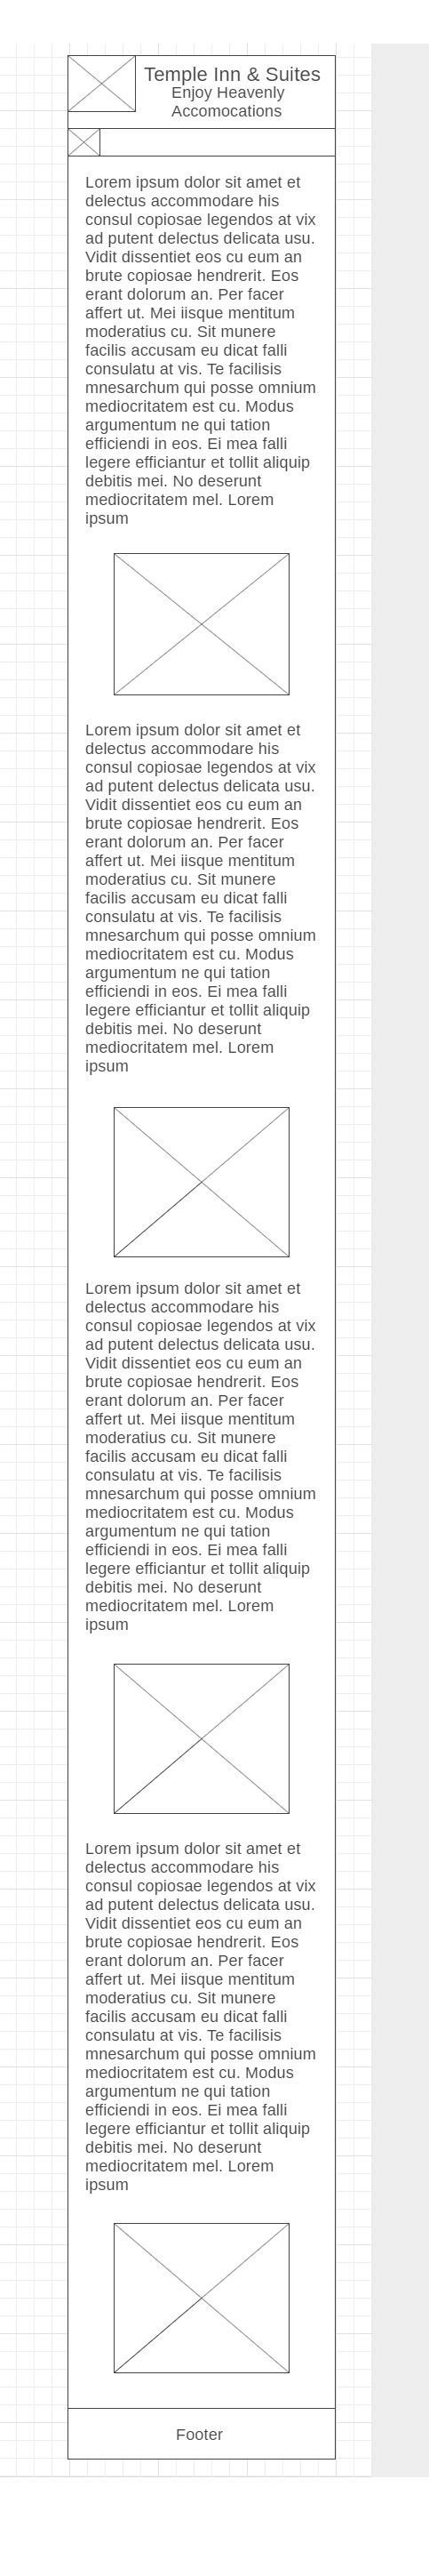 Temple Inn & Suites
Enjoy Heavenly
Accomocations
Lorem ipsum dolor sit amet et
delectus accommodare his
consul copiosae legendos at vix
ad putent delectus delicata usu.
Vidit dissentiet eos cu eum an
brute copiosae hendrerit. Eos
erant dolorum an. Per facer
affert ut. Mei iisque mentitum
moderatius cu. Sit munere
facilis accusam eu dicat falli
consulatu at vis. Te facilisis
mnesarchum qui posse omnium
mediocritatem est cu. Modus
argumentum ne qui tation
efficiendi in eos. Ei mea falli
legere efficiantur et tollit aliquip
debitis mei. No deserunt
mediocritatem mel. Lorem
ipsum
Lorem ipsum dolor sit amet et
delectus accommodare his
consul copiosae legendos at vix
ad putent delectus delicata usu.
Vidit dissentiet eos cu eum an
brute copiosae hendrerit. Eos
erant dolorum an. Per facer
affert ut. Mei iisque mentitum
moderatius cu. Sit munere
facilis accusam eu dicat falli
consulatu at vis. Te facilisis
mnesarchum qui posse omnium
mediocritatem est cu. Modus
argumentum ne qui tation
efficiendi in eos. Ei mea falli
legere efficiantur et tollit aliquip
debitis mei. No deserunt
mediocritatem mel. Lorem
ipsum
Lorem ipsum dolor sit amet et
delectus accommodare his
consul copiosae legendos at vix
ad putent delectus delicata usu.
Vidit dissentiet eos cu eum an
brute copiosae hendrerit. Eos
erant dolorum an. Per facer
affert ut. Mei iisque mentitum
moderatius cu. Sit munere
facilis accusam eu dicat falli
consulatu at vis. Te facilisis
mnesarchum qui posse omnium
mediocritatem est cu. Modus
argumentum ne qui tation
efficiendi in eos. Ei mea falli
legere efficiantur et tollit aliquip
debitis mei. No deserunt
mediocritatem mel. Lorem
ipsum
Lorem ipsum dolor sit amet et
delectus accommodare his
consul copiosae legendos at vix
ad putent delectus delicata usu.
Vidit dissentiet eos cu eum an
brute copiosae hendrerit. Eos
erant dolorum an. Per facer
affert ut. Mei iisque mentitum
moderatius cu. Sit munere
facilis accusam eu dicat falli
consulatu at vis. Te facilisis
mnesarchum qui posse omnium
mediocritatem est cu. Modus
argumentum ne qui tation
efficiendi in eos. Ei mea falli
legere efficiantur et tollit aliquip
debitis mei. No deserunt
mediocritatem mel. Lorem
ipsum
Footer